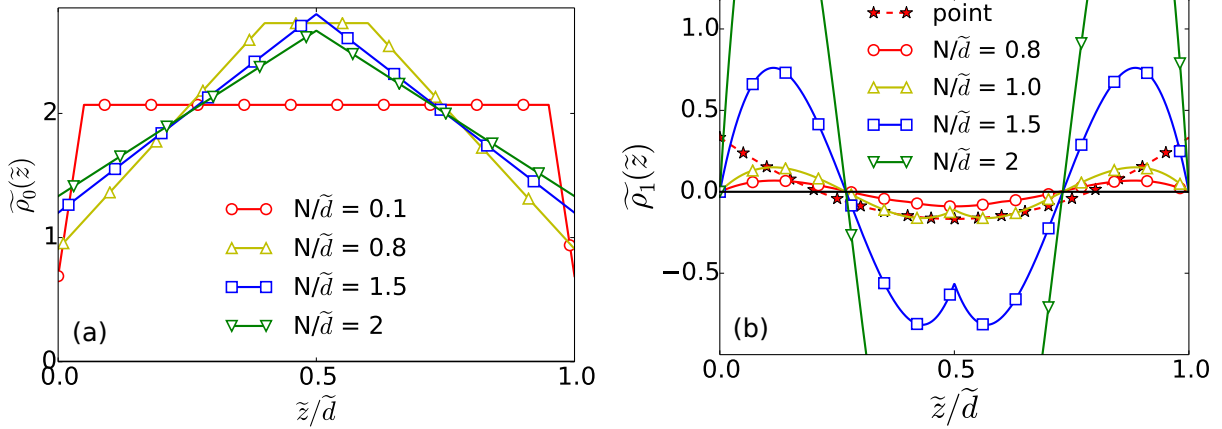 2
1
0
0.0
0.5
1.0
ρ̃₀(z̃)
z̃/d̃
N/d̃ = 0.1
N/d̃ = 0.8
N/d̃ = 1.5
N/d̃ = 2
(a)
1.0
0.5
0.0
−0.5
0.0
0.5
1.0
ρ̃₁(z̃)
z̃/d̃
point
N/d̃ = 0.8
N/d̃ = 1.0
N/d̃ = 1.5
N/d̃ = 2
(b)